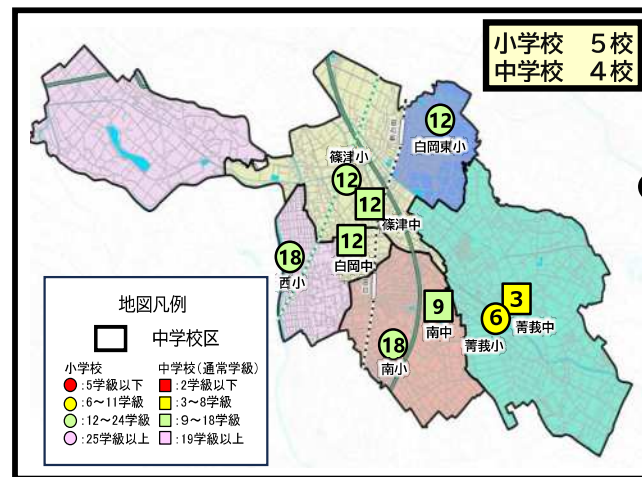 小学校 5校
中学校 4校
12
白岡東小
篠津小
12
12
篠津中
12
白岡中
18
西小
9
南中
3
菁莪中
6
菁莪小
18
南小
地図凡例
中学校区
小学校 中学校(通常学級)
:5学級以下 :2学級以下
:6~11学級 :3~8学級
:12~24学級 :9~18学級
:25学級以上 :19学級以上